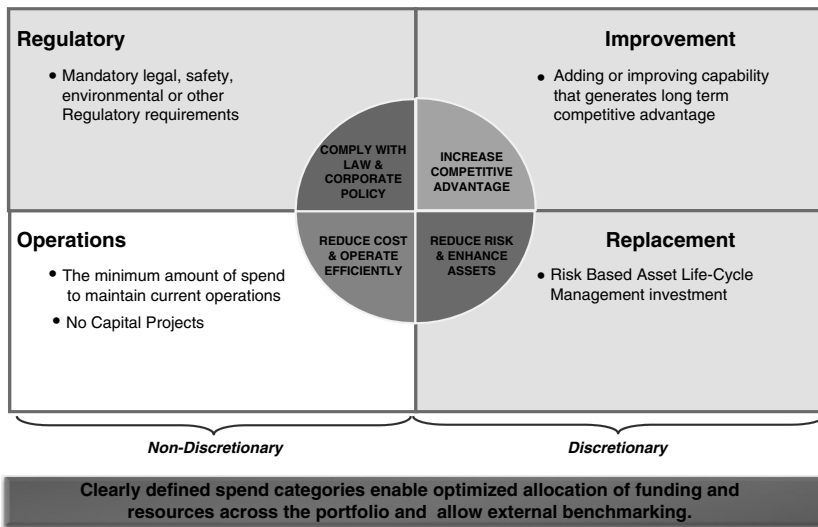 Regulatory
• Mandatory legal, safety,
environmental or other
Regulatory requirements
Improvement
• Adding or improving capability
that generates long term
competitive advantage
COMPLY WITH
LAW &
CORPORATE
POLICY
INCREASE
COMPETITIVE
ADVANTAGE
Operations
• The minimum amount of spend
to maintain current operations
• No Capital Projects
REDUCE COST
& OPERATE
EFFICIENTLY
REDUCE RISK
& ENHANCE
ASSETS
Replacement
• Risk Based Asset Life-Cycle
Management investment
Non-Discretionary
Discretionary
Clearly defined spend categories enable optimized allocation of funding and
resources across the portfolio and allow external benchmarking.